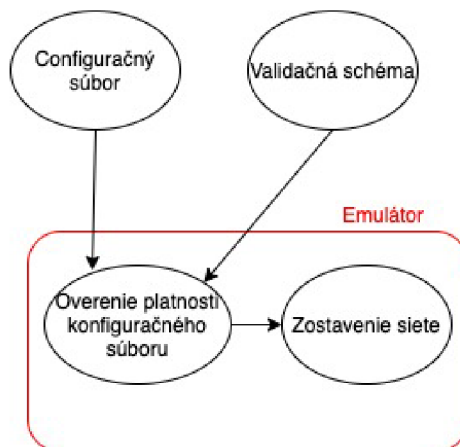 Configuračný
súbor
Validačná schéma
Emulátor
Overenie platnosti
konfiguračného
súboru
Zostavenie siete